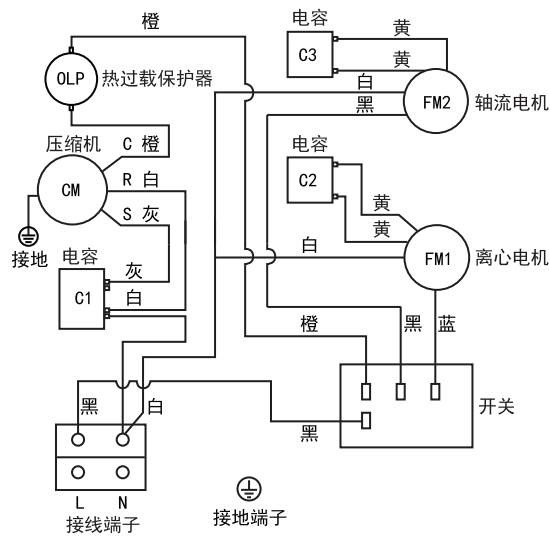 橙
电容
黄
C3
黄
OLP
热过载保护器
白
FM2
轴流电机
黑
压缩机
C 橙
电容
CM
R 白
C2
S 灰
黄
黄
接地
电容
灰
白
FM1
离心电机
C1
白
橙
黑
蓝
黑
白
开关
黑
L
N
接线端子
接地端子